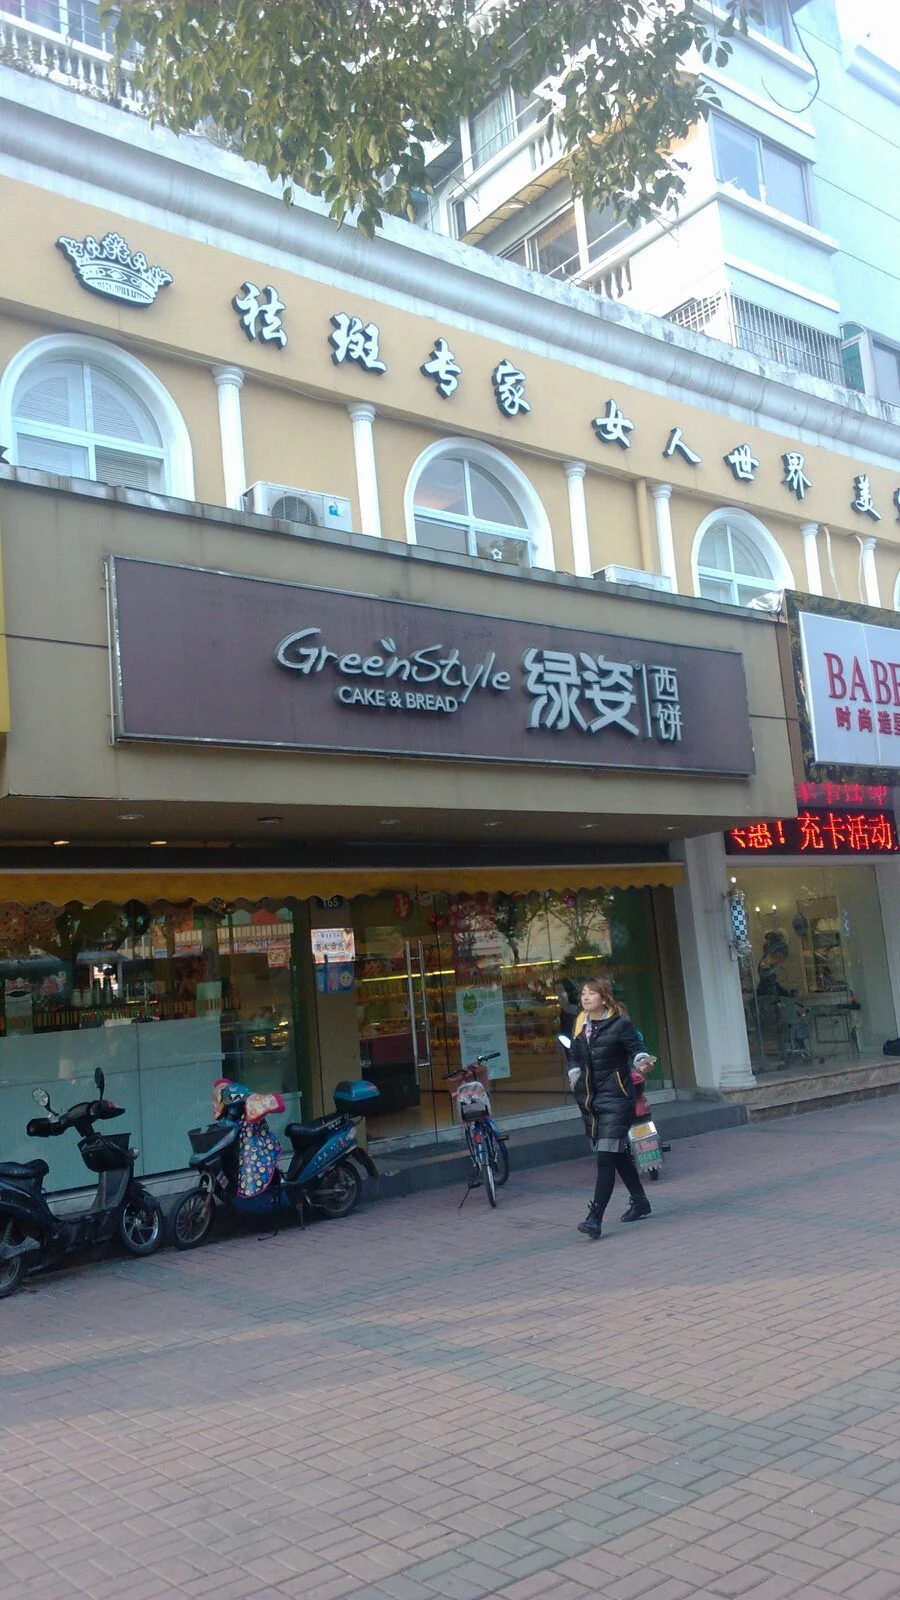 祛斑专家 女人世界 美
GreenStyle
CAKE & BREAD
绿姿
西饼
时尚造
充卡活动
165